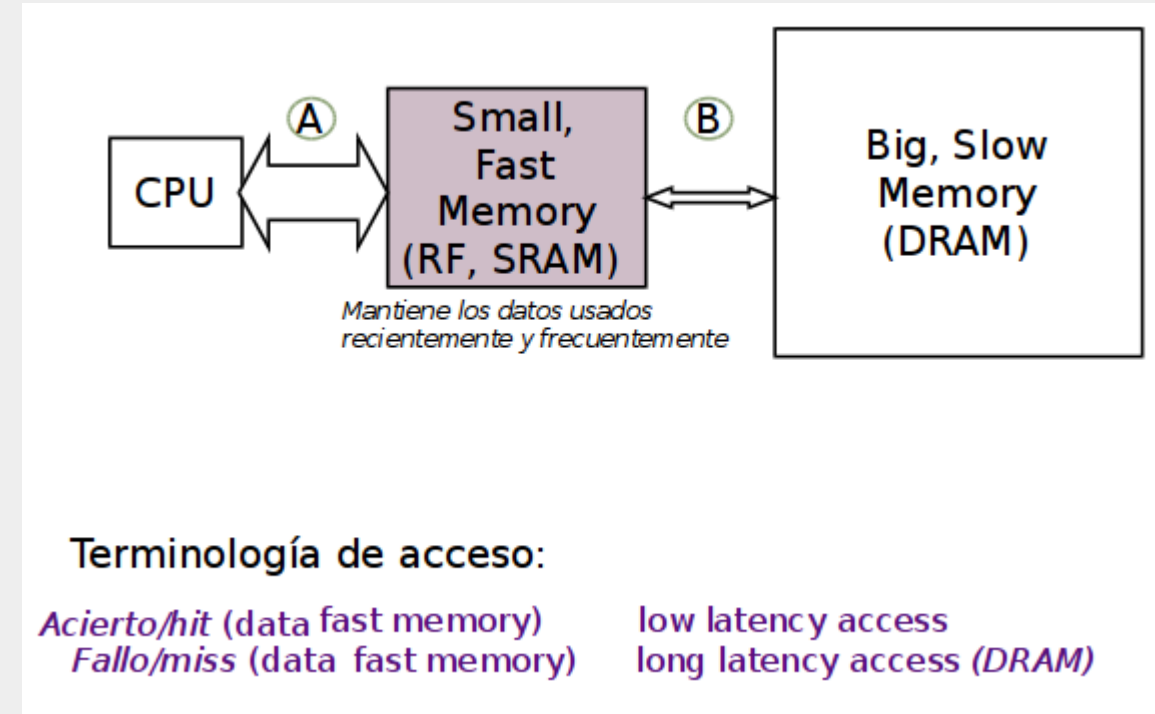 A
B
CPU
Small,
Fast
Memory
(RF, SRAM)
Big, Slow
Memory
(DRAM)
Mantiene los datos usados
recientemente y frecuentemente
Terminología de acceso:
Acierto/hit (data fast memory) low latency access
Fallo/miss (data fast memory) long latency access (DRAM)